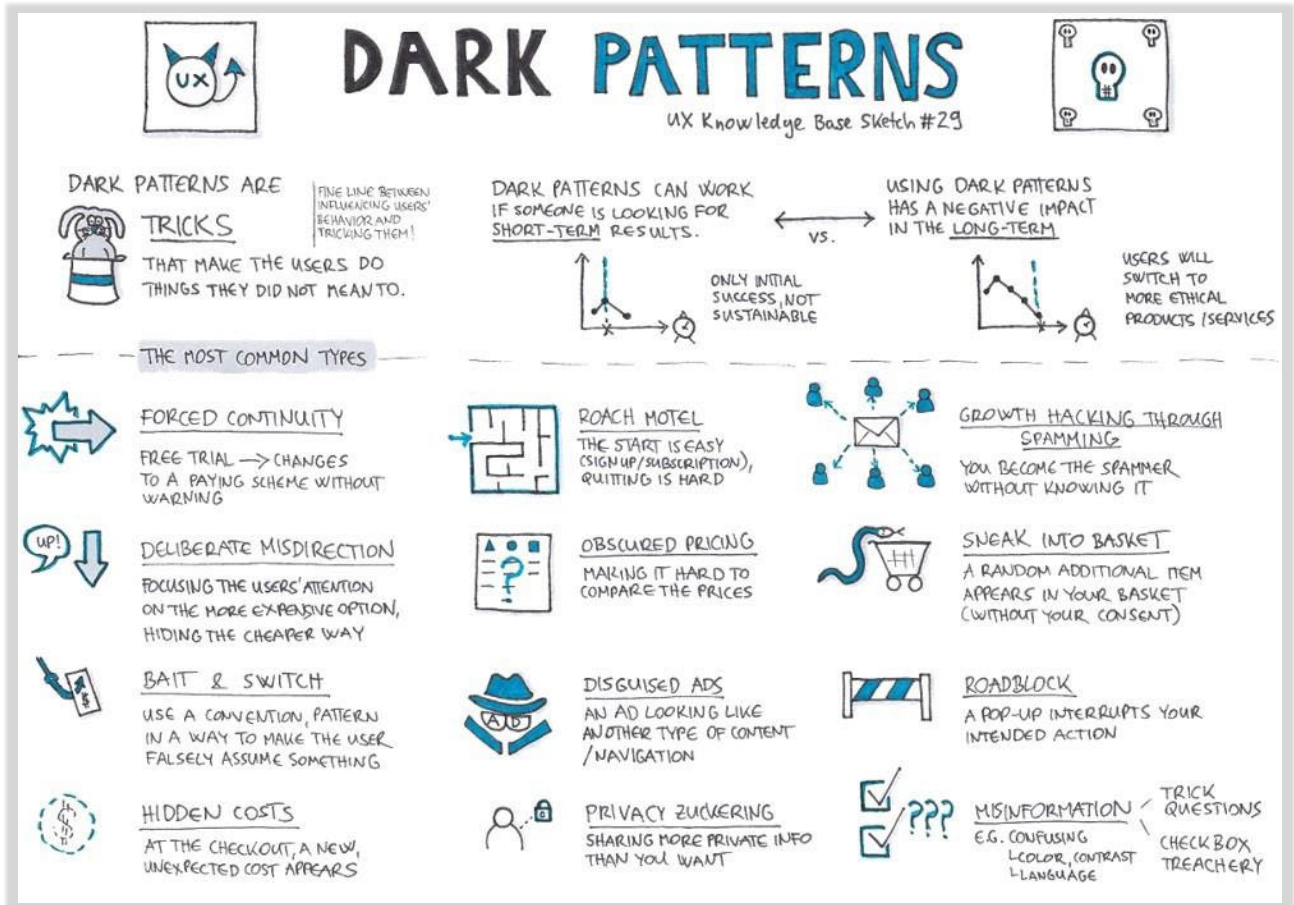 UX
DARK PATTERNS
UX Knowledge Base Sketch #29
DARK PATTERNS ARE
TRICKS
THAT MAKE THE USERS DO
THINGS THEY DID NOT MEAN TO.
FINE LINE BETWEEN
INFLUENCING USERS'
BEHAVIOR AND
TRICKING THEM!
DARK PATTERNS CAN WORK
IF SOMEONE IS LOOKING FOR
SHORT-TERM RESULTS.
VS.
USING DARK PATTERNS
HAS A NEGATIVE IMPACT
IN THE LONG-TERM
ONLY INITIAL
SUCCESS, NOT
SUSTAINABLE
USERS WILL
SWITCH TO
MORE ETHICAL
PRODUCTS/SERVICES
THE MOST COMMON TYPES
FORCED CONTINUITY
FREE TRIAL → CHANGES
TO A PAYING SCHEME WITHOUT
WARNING
ROACH MOTEL
THE START IS EASY
(SIGNUP/SUBSCRIPTION),
QUITTING IS HARD
GROWTH HACKING THROUGH
SPAMMING
YOU BECOME THE SPAMMER
WITHOUT KNOWING IT
UP!
DELIBERATE MISDIRECTION
FOCUSING THE USERS' ATTENTION
ON THE MORE EXPENSIVE OPTION,
HIDING THE CHEAPER WAY
?
OBSCURED PRICING
MAKING IT HARD TO
COMPARE THE PRICES
SNEAK INTO BASKET
A RANDOM ADDITIONAL ITEM
APPEARS IN YOUR BASKET
(WITHOUT YOUR CONSENT)
BAIT & SWITCH
USE A CONVENTION, PATTERN
IN A WAY TO MAKE THE USER
FALSELY ASSUME SOMETHING
AD
DISGUISED ADS
AN AD LOOKING LIKE
ANOTHER TYPE OF CONTENT
/NAVIGATION
ROADBLOCK
A POP-UP INTERRUPTS YOUR
INTENDED ACTION
$
HIDDEN COSTS
AT THE CHECKOUT, A NEW,
UNEXPECTED COST APPEARS
PRIVACY ZUCKERING
SHARING MORE PRIVATE INFO
THAN YOU WANT
???
MISINFORMATION
E.G. CONFUSING
COLOR, CONTRAST
LANGUAGE
TRICK
QUESTIONS
CHECKBOX
TREACHERY